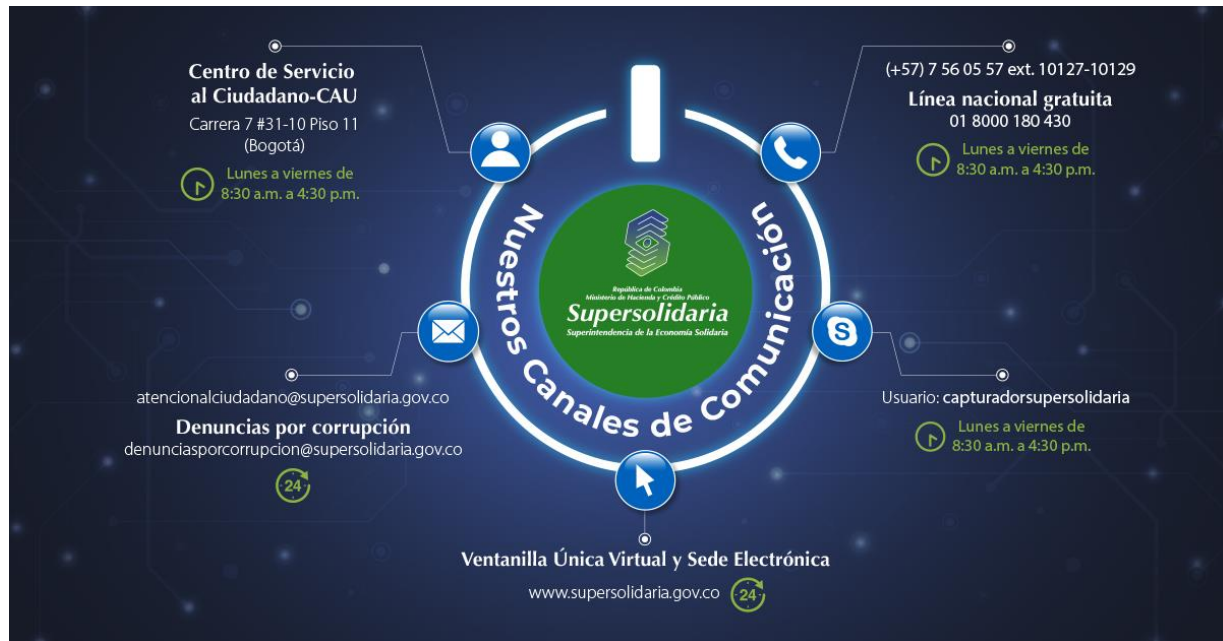 Centro de Servicio
al Ciudadano-CAU
Carrera 7 #31-10 Piso 11
(Bogotá)
Lunes a viernes de
8:30 a.m. a 4:30 p.m.
(+57) 7 56 05 57 ext. 10127-10129
Línea nacional gratuita
01 8000 180 430
Lunes a viernes de
8:30 a.m. a 4:30 p.m.
Nuestros Canales de Comunicación
República de Colombia
Ministerio de Hacienda y Crédito Público
Supersolidaria
Superintendencia de la Economía Solidaria
S
atencionalciudadano@supersolidaria.gov.co
Denuncias por corrupción
denunciasporcorrupcion@supersolidaria.gov.co
24
Usuario: capturadorsupersolidaria
Lunes a viernes de
8:30 a.m. a 4:30 p.m.
Ventanilla Única Virtual y Sede Electrónica
www.supersolidaria.gov.co 24